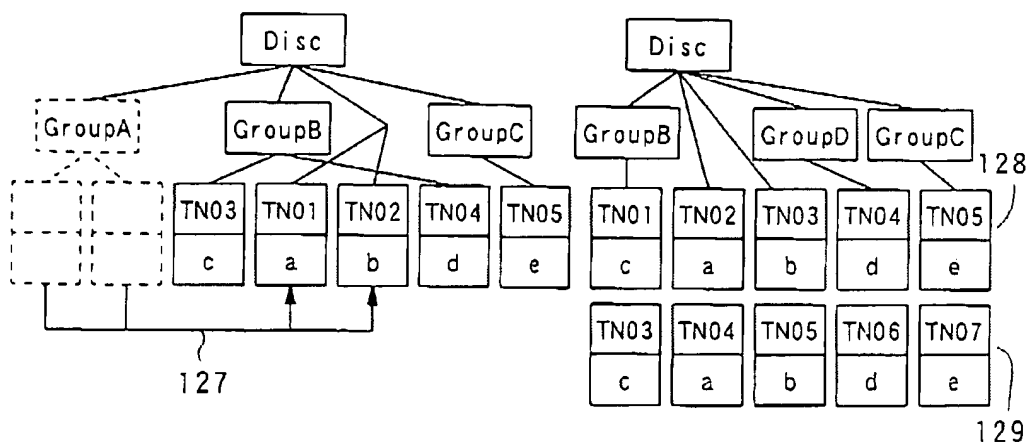 Disc
GroupA GroupB GroupC
TN03 TN01 TN02 TN04 TN05
c a b d e
127
Disc
GroupB GroupD GroupC
128
TN01 TN02 TN03 TN04 TN05
c a b d e
TN03 TN04 TN05 TN06 TN07
c a b d e
129